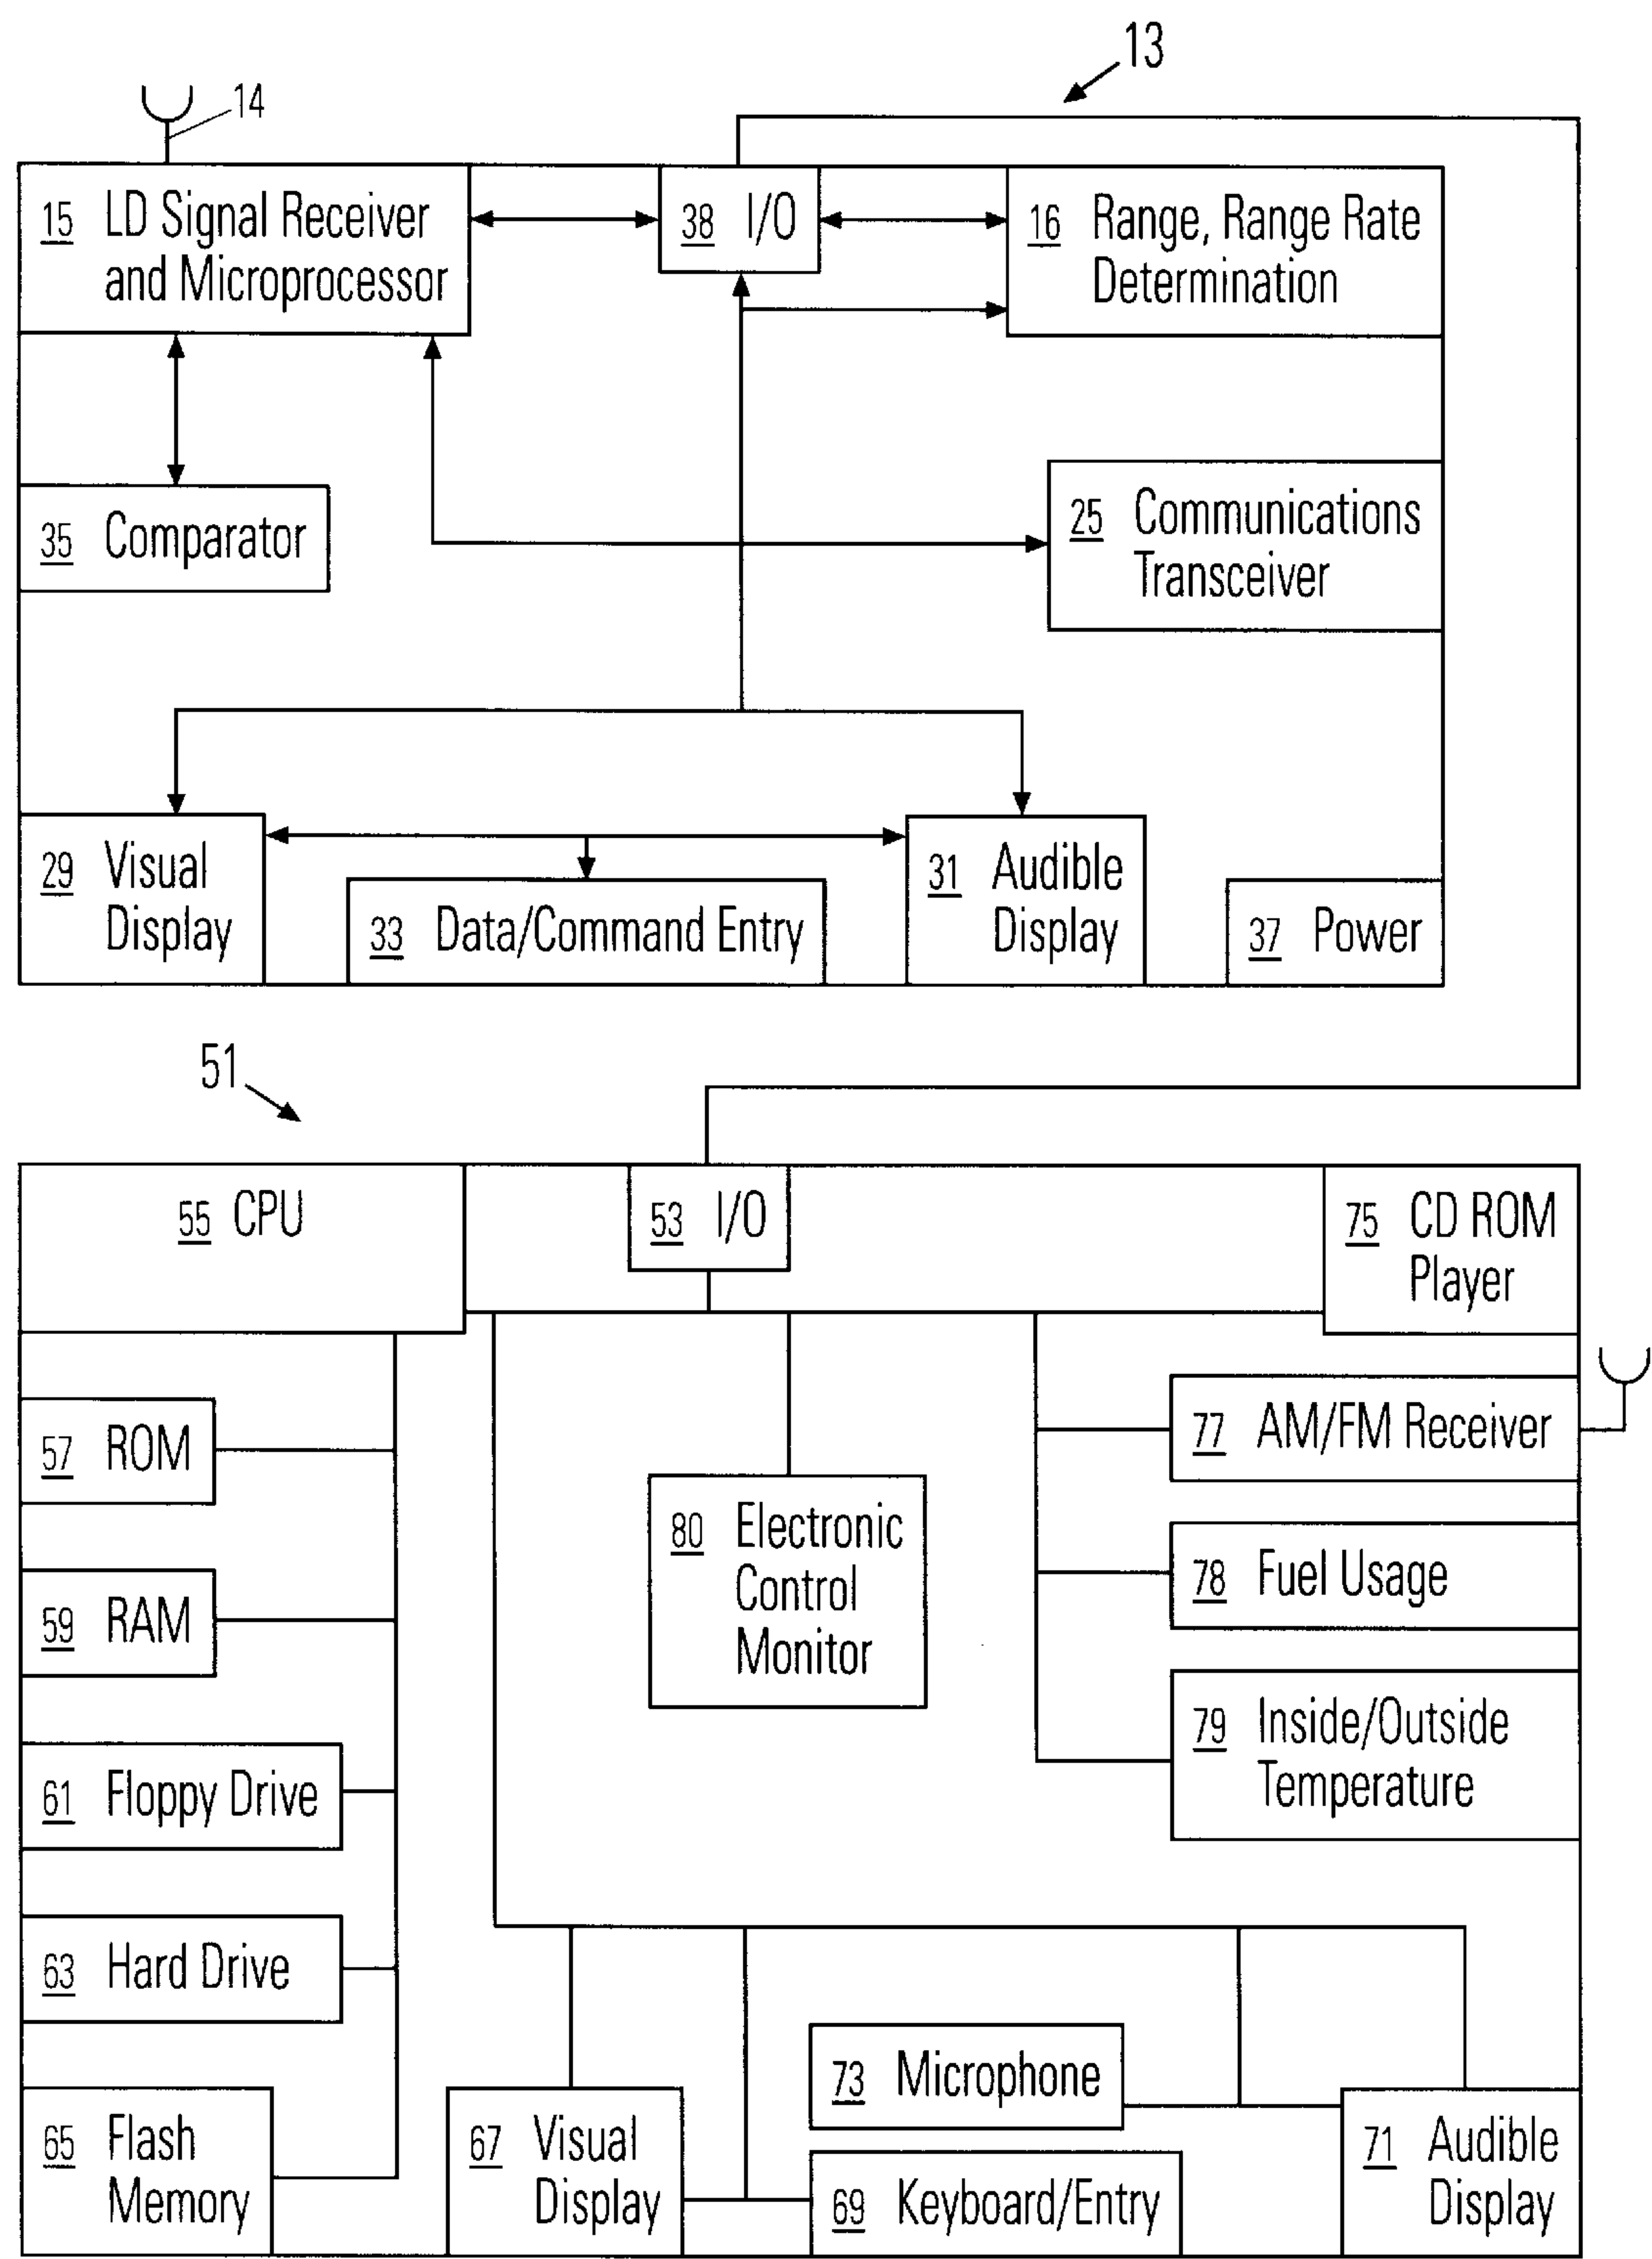 13
14
15 LD Signal Receiver
and Microprocessor
38 I/O
16 Range, Range Rate
Determination
35 Comparator
25 Communications
Transceiver
29 Visual
Display
33 Data/Command Entry
31 Audible
Display
37 Power
51
55 CPU
53 I/O
75 CD ROM
Player
57 ROM
77 AM/FM Receiver
80 Electronic
Control
Monitor
78 Fuel Usage
59 RAM
79 Inside/Outside
Temperature
61 Floppy Drive
63 Hard Drive
73 Microphone
65 Flash
Memory
67 Visual
Display
69 Keyboard/Entry
71 Audible
Display